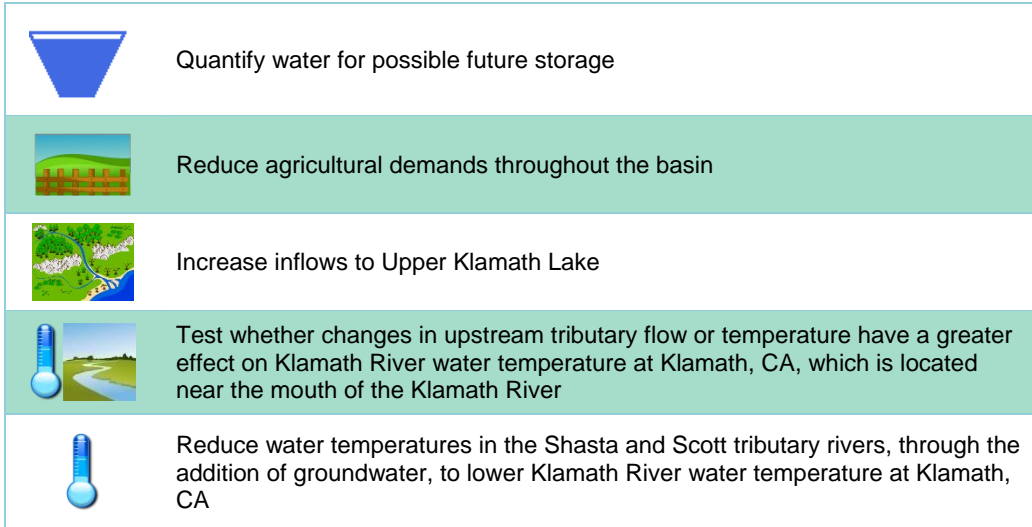 Quantify water for possible future storage
Reduce agricultural demands throughout the basin
Increase inflows to Upper Klamath Lake
Test whether changes in upstream tributary flow or temperature have a greater
effect on Klamath River water temperature at Klamath, CA, which is located
near the mouth of the Klamath River
Reduce water temperatures in the Shasta and Scott tributary rivers, through the
addition of groundwater, to lower Klamath River water temperature at Klamath,
CA